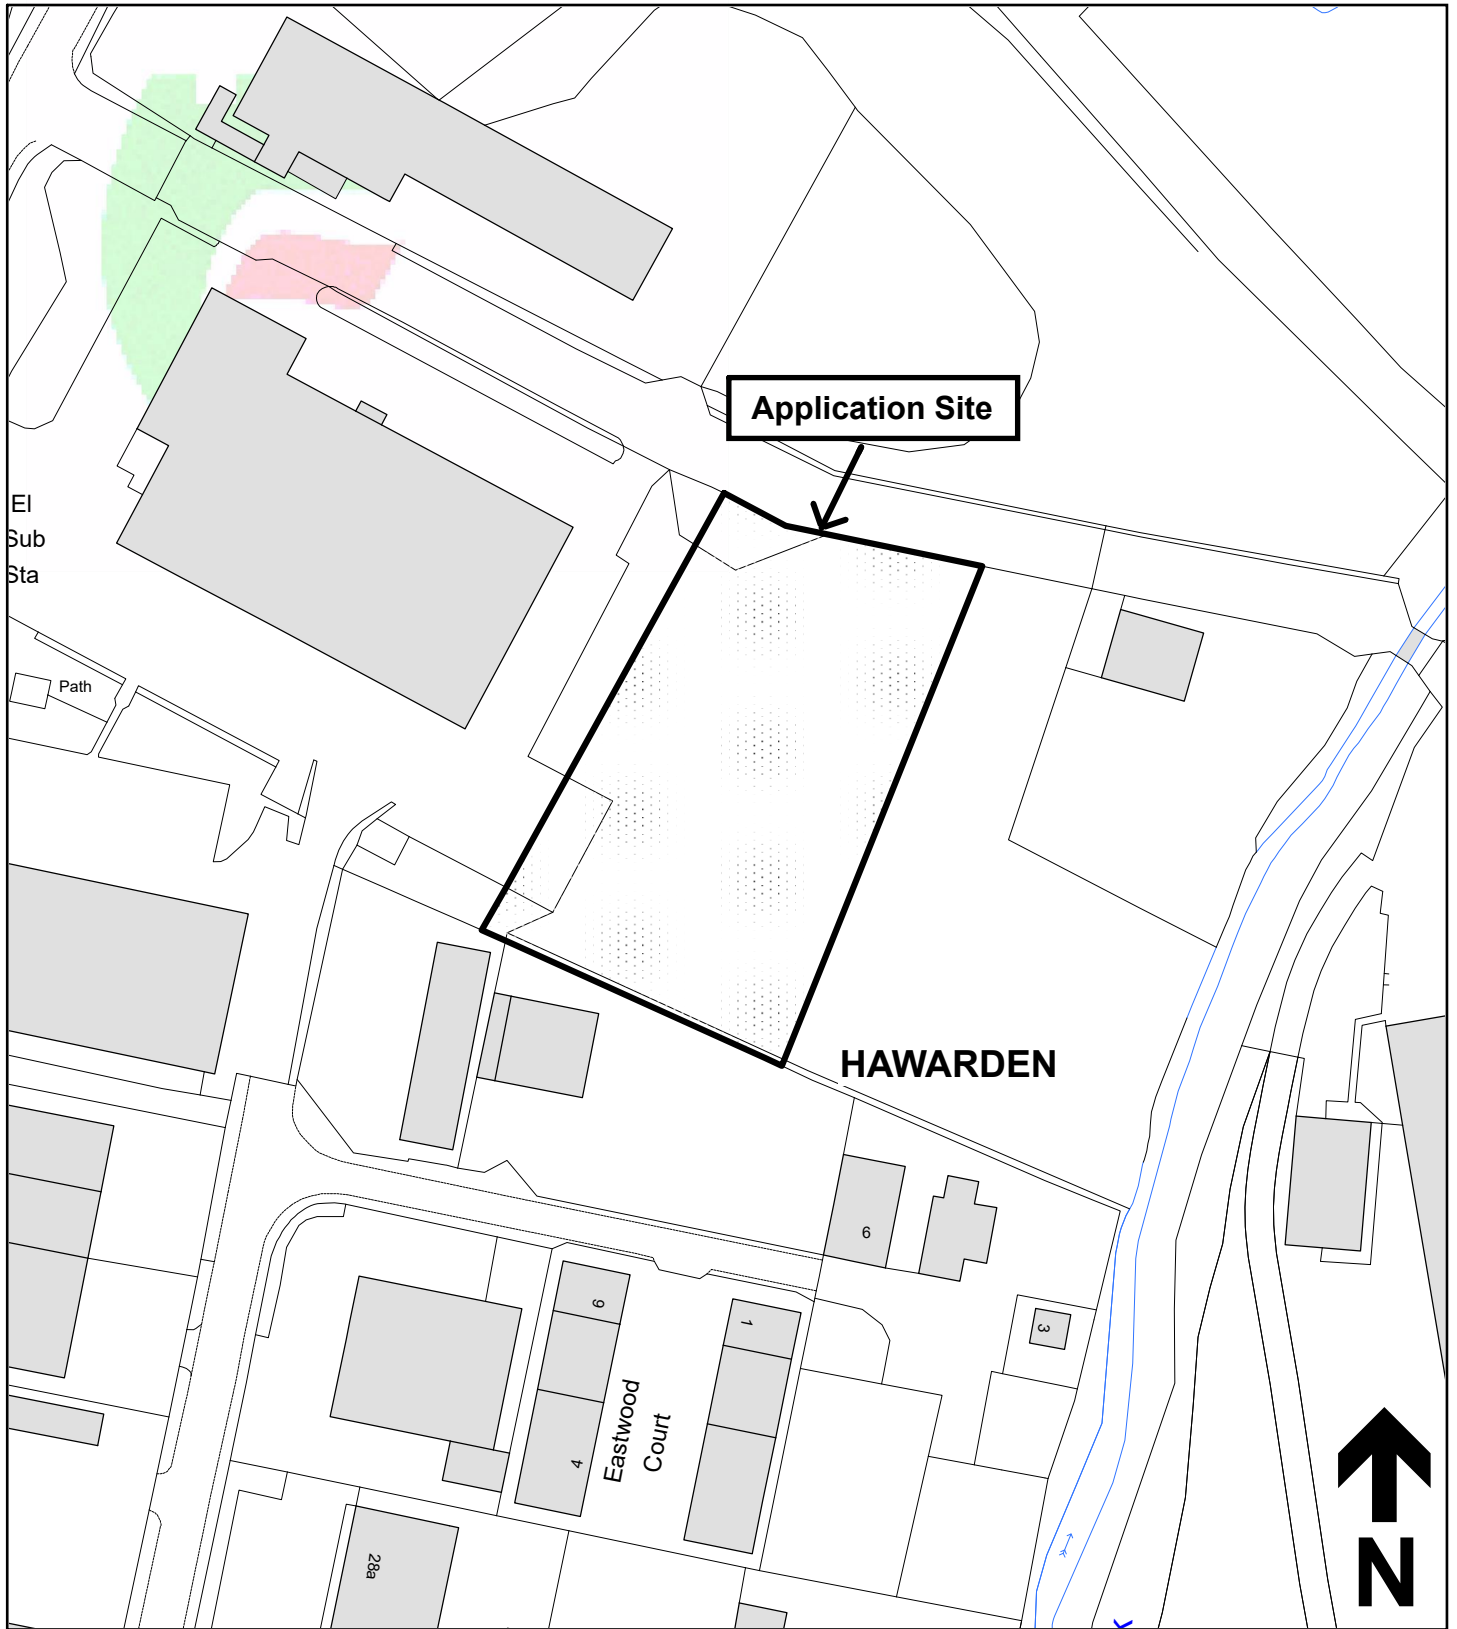 Application Site
El
Sub
Sta
Path
HAWARDEN
6
9
1
3
Eastwood
Court
4
28a
N